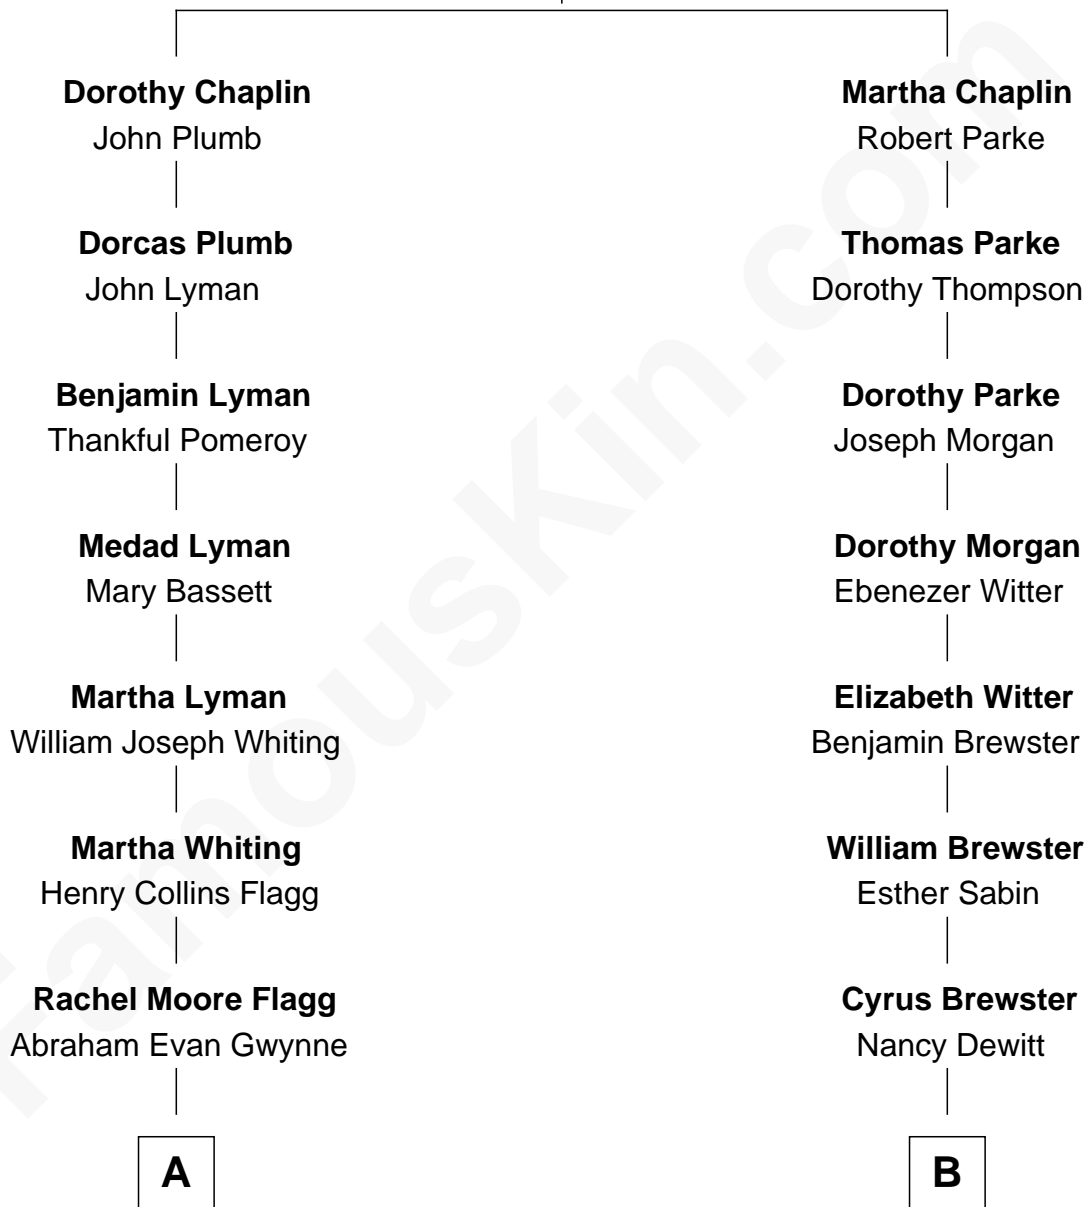 Dorothy Chaplin
John Plumb
Martha Chaplin
Robert Parke
Dorcas Plumb
John Lyman
Thomas Parke
Dorothy Thompson
Benjamin Lyman
Thankful Pomeroy
Dorothy Parke
Joseph Morgan
Medad Lyman
Mary Bassett
Dorothy Morgan
Ebenezer Witter
Martha Lyman
William Joseph Whiting
Elizabeth Witter
Benjamin Brewster
Martha Whiting
Henry Collins Flagg
William Brewster
Esther Sabin
Rachel Moore Flagg
Abraham Evan Gwynne
Cyrus Brewster
Nancy Dewitt
A
B
FamousKin.com